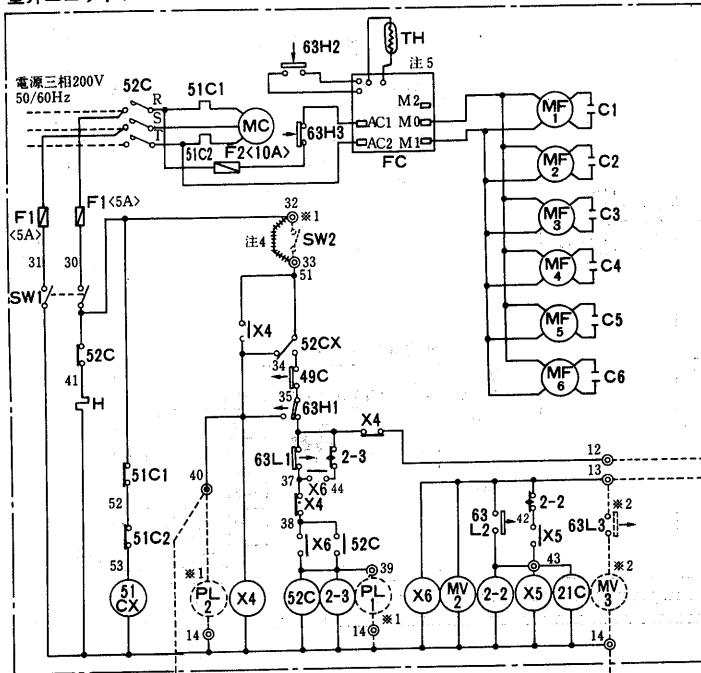 電源三相200V
50/60Hz
52C
R
S
T
51C1
51C2
MC
F2<10A>
63H2
63H3
TH
注5
M2
AC1 M0
AC2 M1
FC
MF
1
C1
MF
2
C2
MF
3
C3
MF
4
C4
MF
5
C5
MF
6
C6
F1
<5A>
F1<5A>
31
30
SW1
52C
41
H
32
※1
注4
SW2
33
51
X4
52CX
34
49C
35
63H1
X4
63L1
2-3
37
X6
44
X4
38
X6
52C
39
12
13
51C1
52
51C2
53
51
CX
40
※1
PL
2
14
X4
52C
2-3
PL
1
14
※1
63
L2
42
2-2
X5
43
※2
63L3
※2
X6
MV
2
2-2
X5
21C
MV
3
14